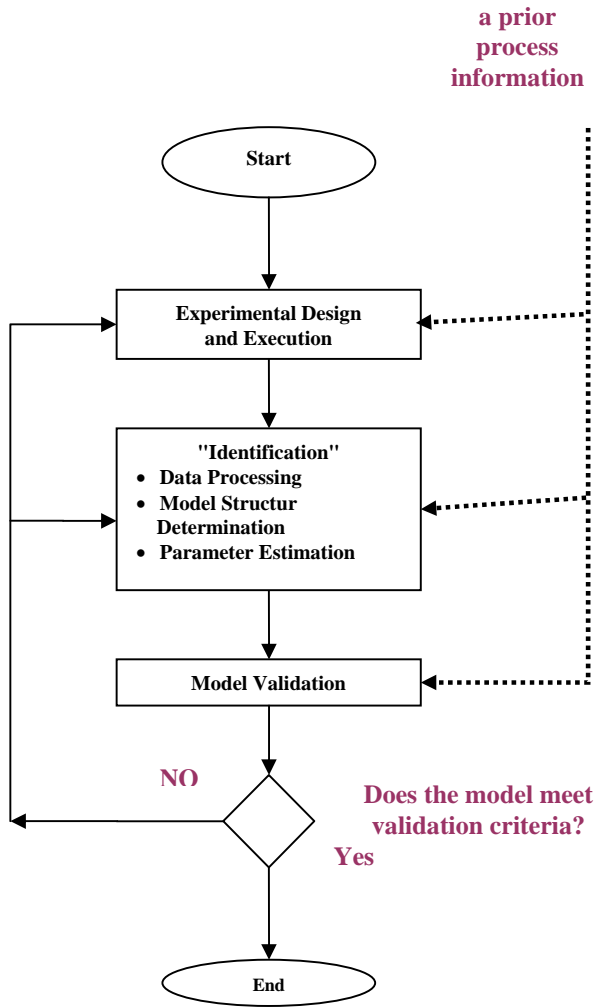 a prior
process
information
Start
Experimental Design
and Execution
"Identification"
• Data Processing
• Model Structur
Determination
• Parameter Estimation
Model Validation
NO
Does the model meet
validation criteria?
Yes
End